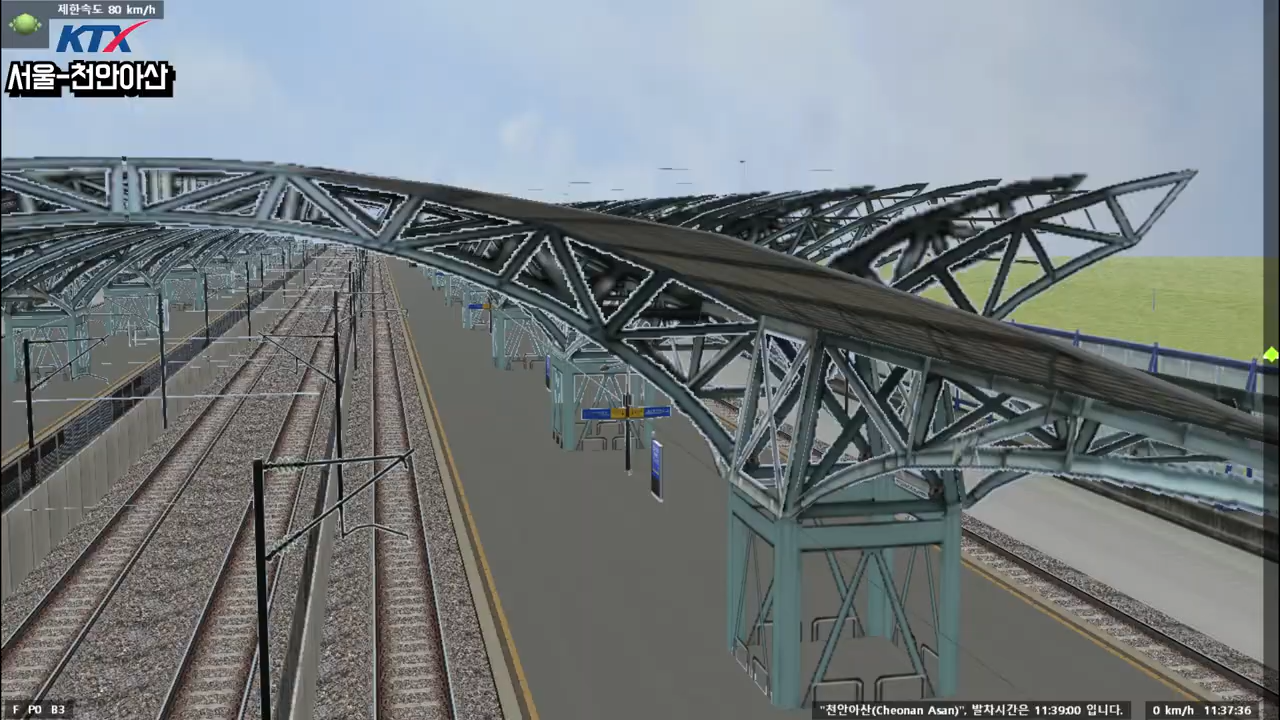 제한속도 80 km/h
KTX
서울-천안아산
F P0 B3
"천안아산(Cheonan Asan)", 발차시간은 11:39:00 입니다.
0 km/h 11:37:36